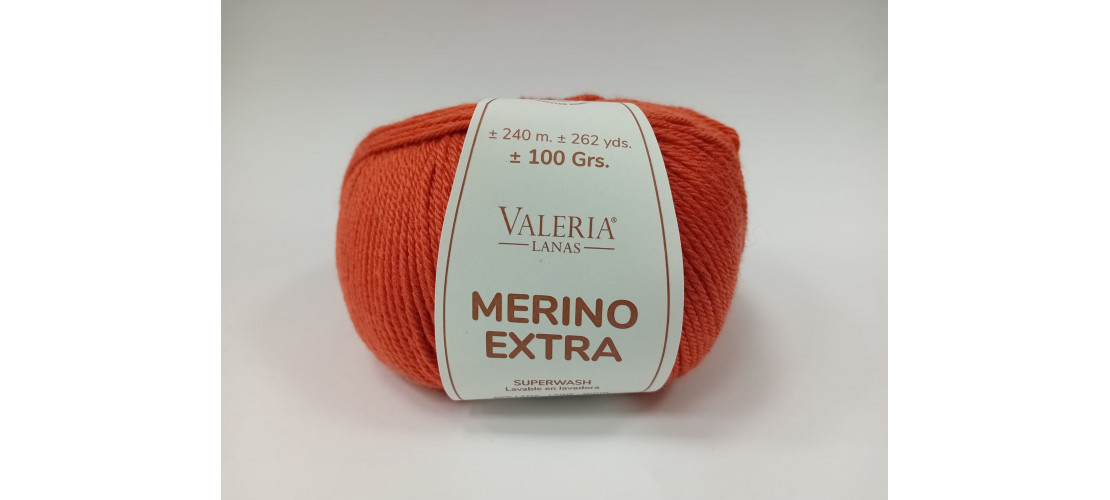 ± 240 m. ± 262 yds.
± 100 Grs.
VALERIA®
LANAS
MERINO
EXTRA
SUPERWASH
Lavable en lavadora